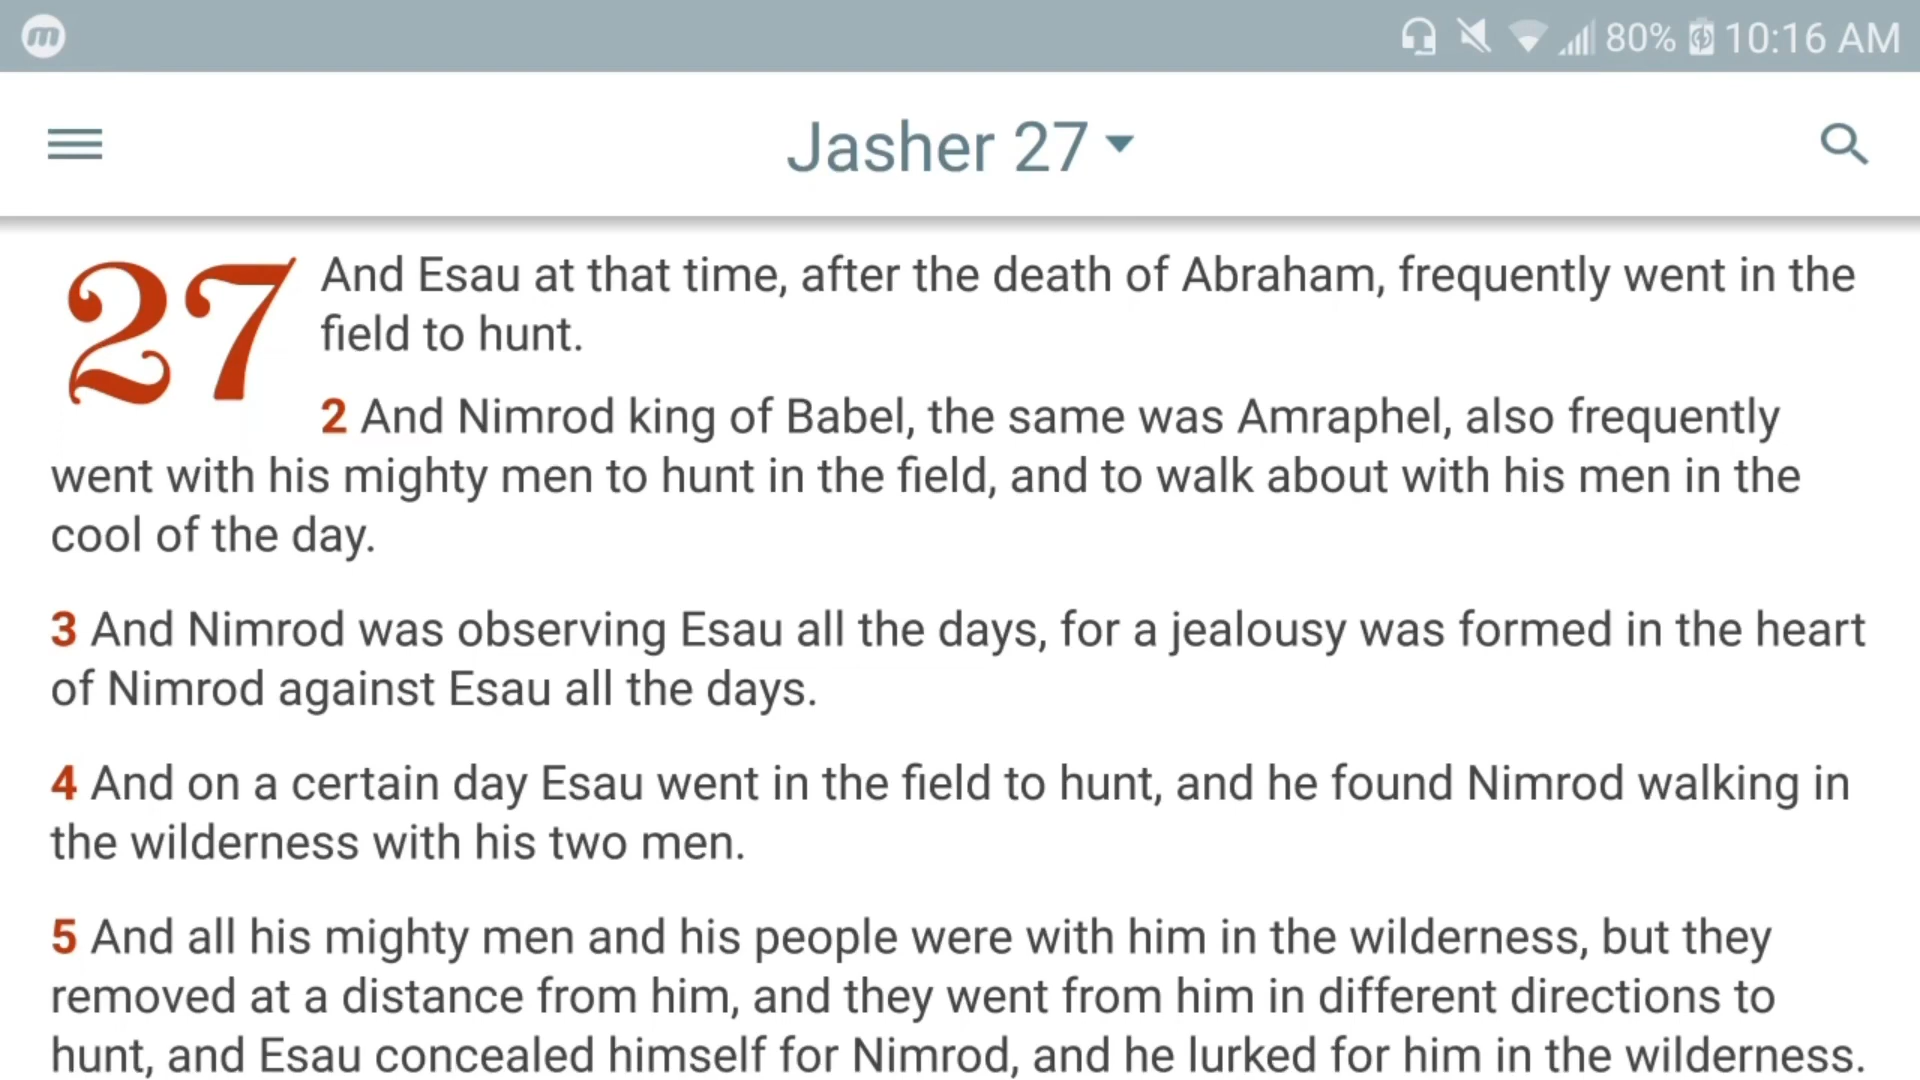 m
80% 10:16 AM
Jasher 27
27 And Esau at that time, after the death of Abraham, frequently went in the
field to hunt.
2 And Nimrod king of Babel, the same was Amraphel, also frequently
went with his mighty men to hunt in the field, and to walk about with his men in the
cool of the day.
3 And Nimrod was observing Esau all the days, for a jealousy was formed in the heart
of Nimrod against Esau all the days.
4 And on a certain day Esau went in the field to hunt, and he found Nimrod walking in
the wilderness with his two men.
5 And all his mighty men and his people were with him in the wilderness, but they
removed at a distance from him, and they went from him in different directions to
hunt, and Esau concealed himself for Nimrod, and he lurked for him in the wilderness.